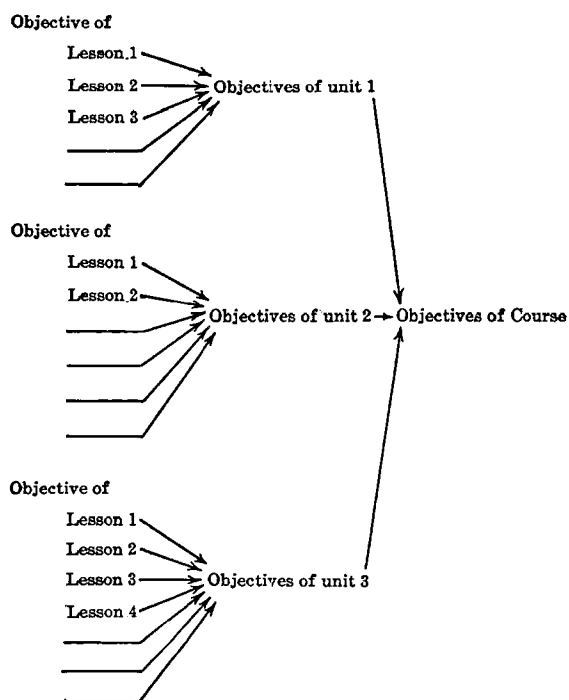 Objective of
Lesson 1
Lesson 2
Lesson 3
Objectives of unit 1
Objective of
Lesson 1
Lesson 2
Objectives of unit 2
Objectives of Course
Objective of
Lesson 1
Lesson 2
Lesson 3
Lesson 4
Objectives of unit 3